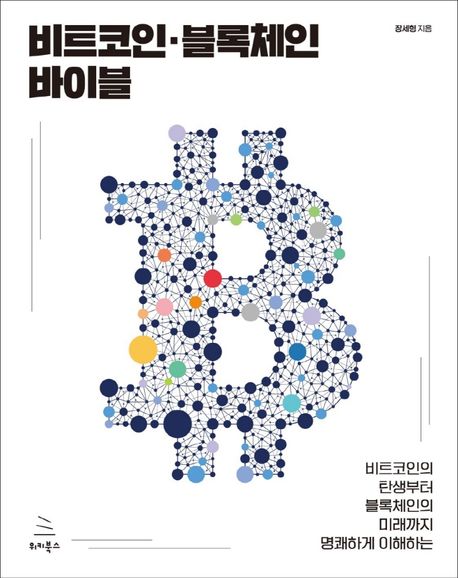 비트코인·블록체인
바이블
장세형 지음
비트코인의
탄생부터
블록체인의
미래까지
명쾌하게 이해하는
위키북스